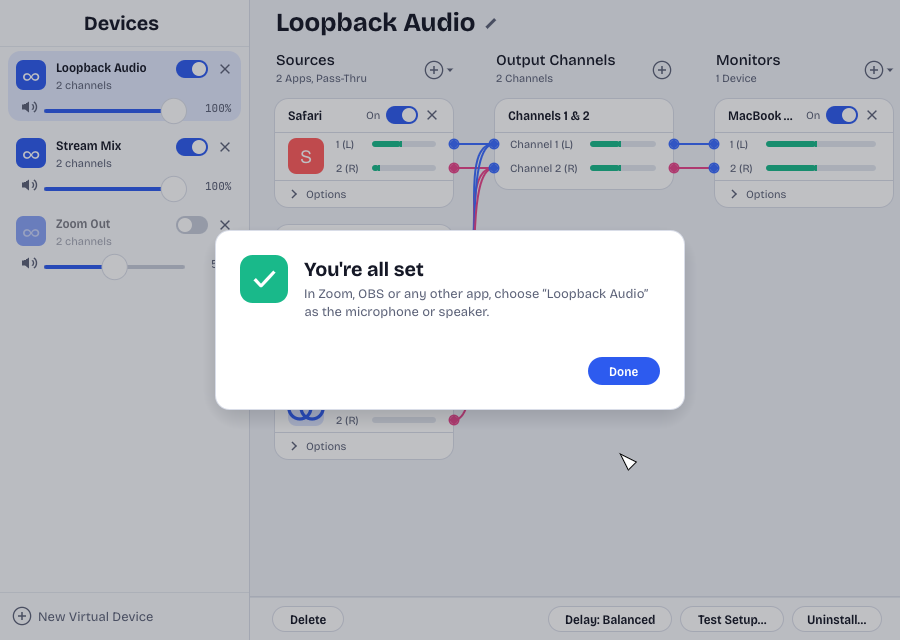 Devices
Loopback Audio
2 channels
100%
Stream Mix
2 channels
100%
Zoom Out
2 channels
New Virtual Device
Loopback Audio
Sources
2 Apps, Pass-Thru
Output Channels
2 Channels
Monitors
1 Device
Safari
On
S
1 (L)
2 (R)
Options
Channels 1 & 2
Channel 1 (L)
Channel 2 (R)
MacBook ...
On
1 (L)
2 (R)
Options
You're all set
In Zoom, OBS or any other app, choose "Loopback Audio"
as the microphone or speaker.
Done
2 (R)
Options
Delete
Delay: Balanced
Test Setup...
Uninstall...